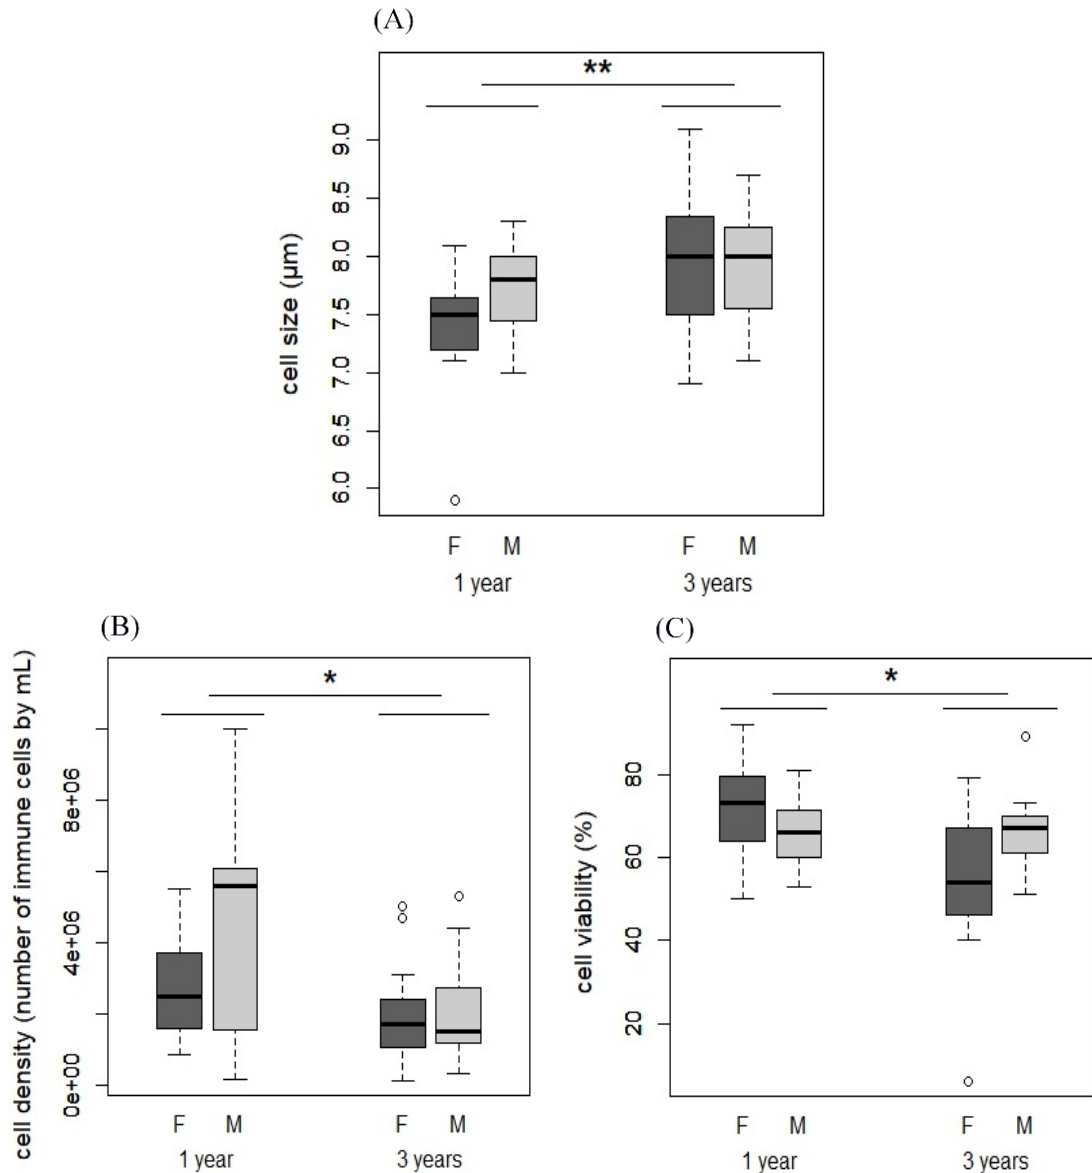 (A)
**
cell size (µm)
9.0
8.5
8.0
7.5
7.0
6.5
6.0
F M F M
1 year 3 years
(B)
*
cell density (number of immune cells by mL)
8e+06
4e+06
0e+00
F M F M
1 year 3 years
(C)
*
cell viability (%)
80
60
40
20
F M F M
1 year 3 years